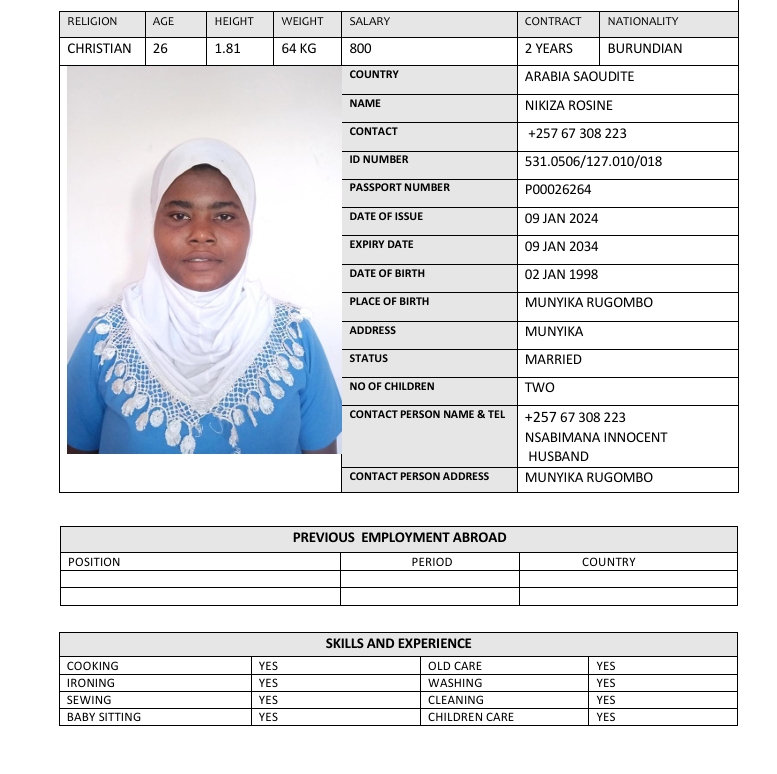 RELIGION AGE HEIGHT WEIGHT SALARY CONTRACT NATIONALITY
CHRISTIAN 26 1.81 64 KG 800 2 YEARS BURUNDIAN
COUNTRY ARABIA SAOUDITE
NAME NIKIZA ROSINE
CONTACT +257 67 308 223
ID NUMBER 531.0506/127.010/018
PASSPORT NUMBER P00026264
DATE OF ISSUE 09 JAN 2024
EXPIRY DATE 09 JAN 2034
DATE OF BIRTH 02 JAN 1998
PLACE OF BIRTH MUNYIKA RUGOMBO
ADDRESS MUNYIKA
STATUS MARRIED
NO OF CHILDREN TWO
CONTACT PERSON NAME & TEL +257 67 308 223
NSABIMANA INNOCENT
HUSBAND
CONTACT PERSON ADDRESS MUNYIKA RUGOMBO
PREVIOUS EMPLOYMENT ABROAD
POSITION PERIOD COUNTRY
SKILLS AND EXPERIENCE
COOKING YES OLD CARE YES
IRONING YES WASHING YES
SEWING YES CLEANING YES
BABY SITTING YES CHILDREN CARE YES